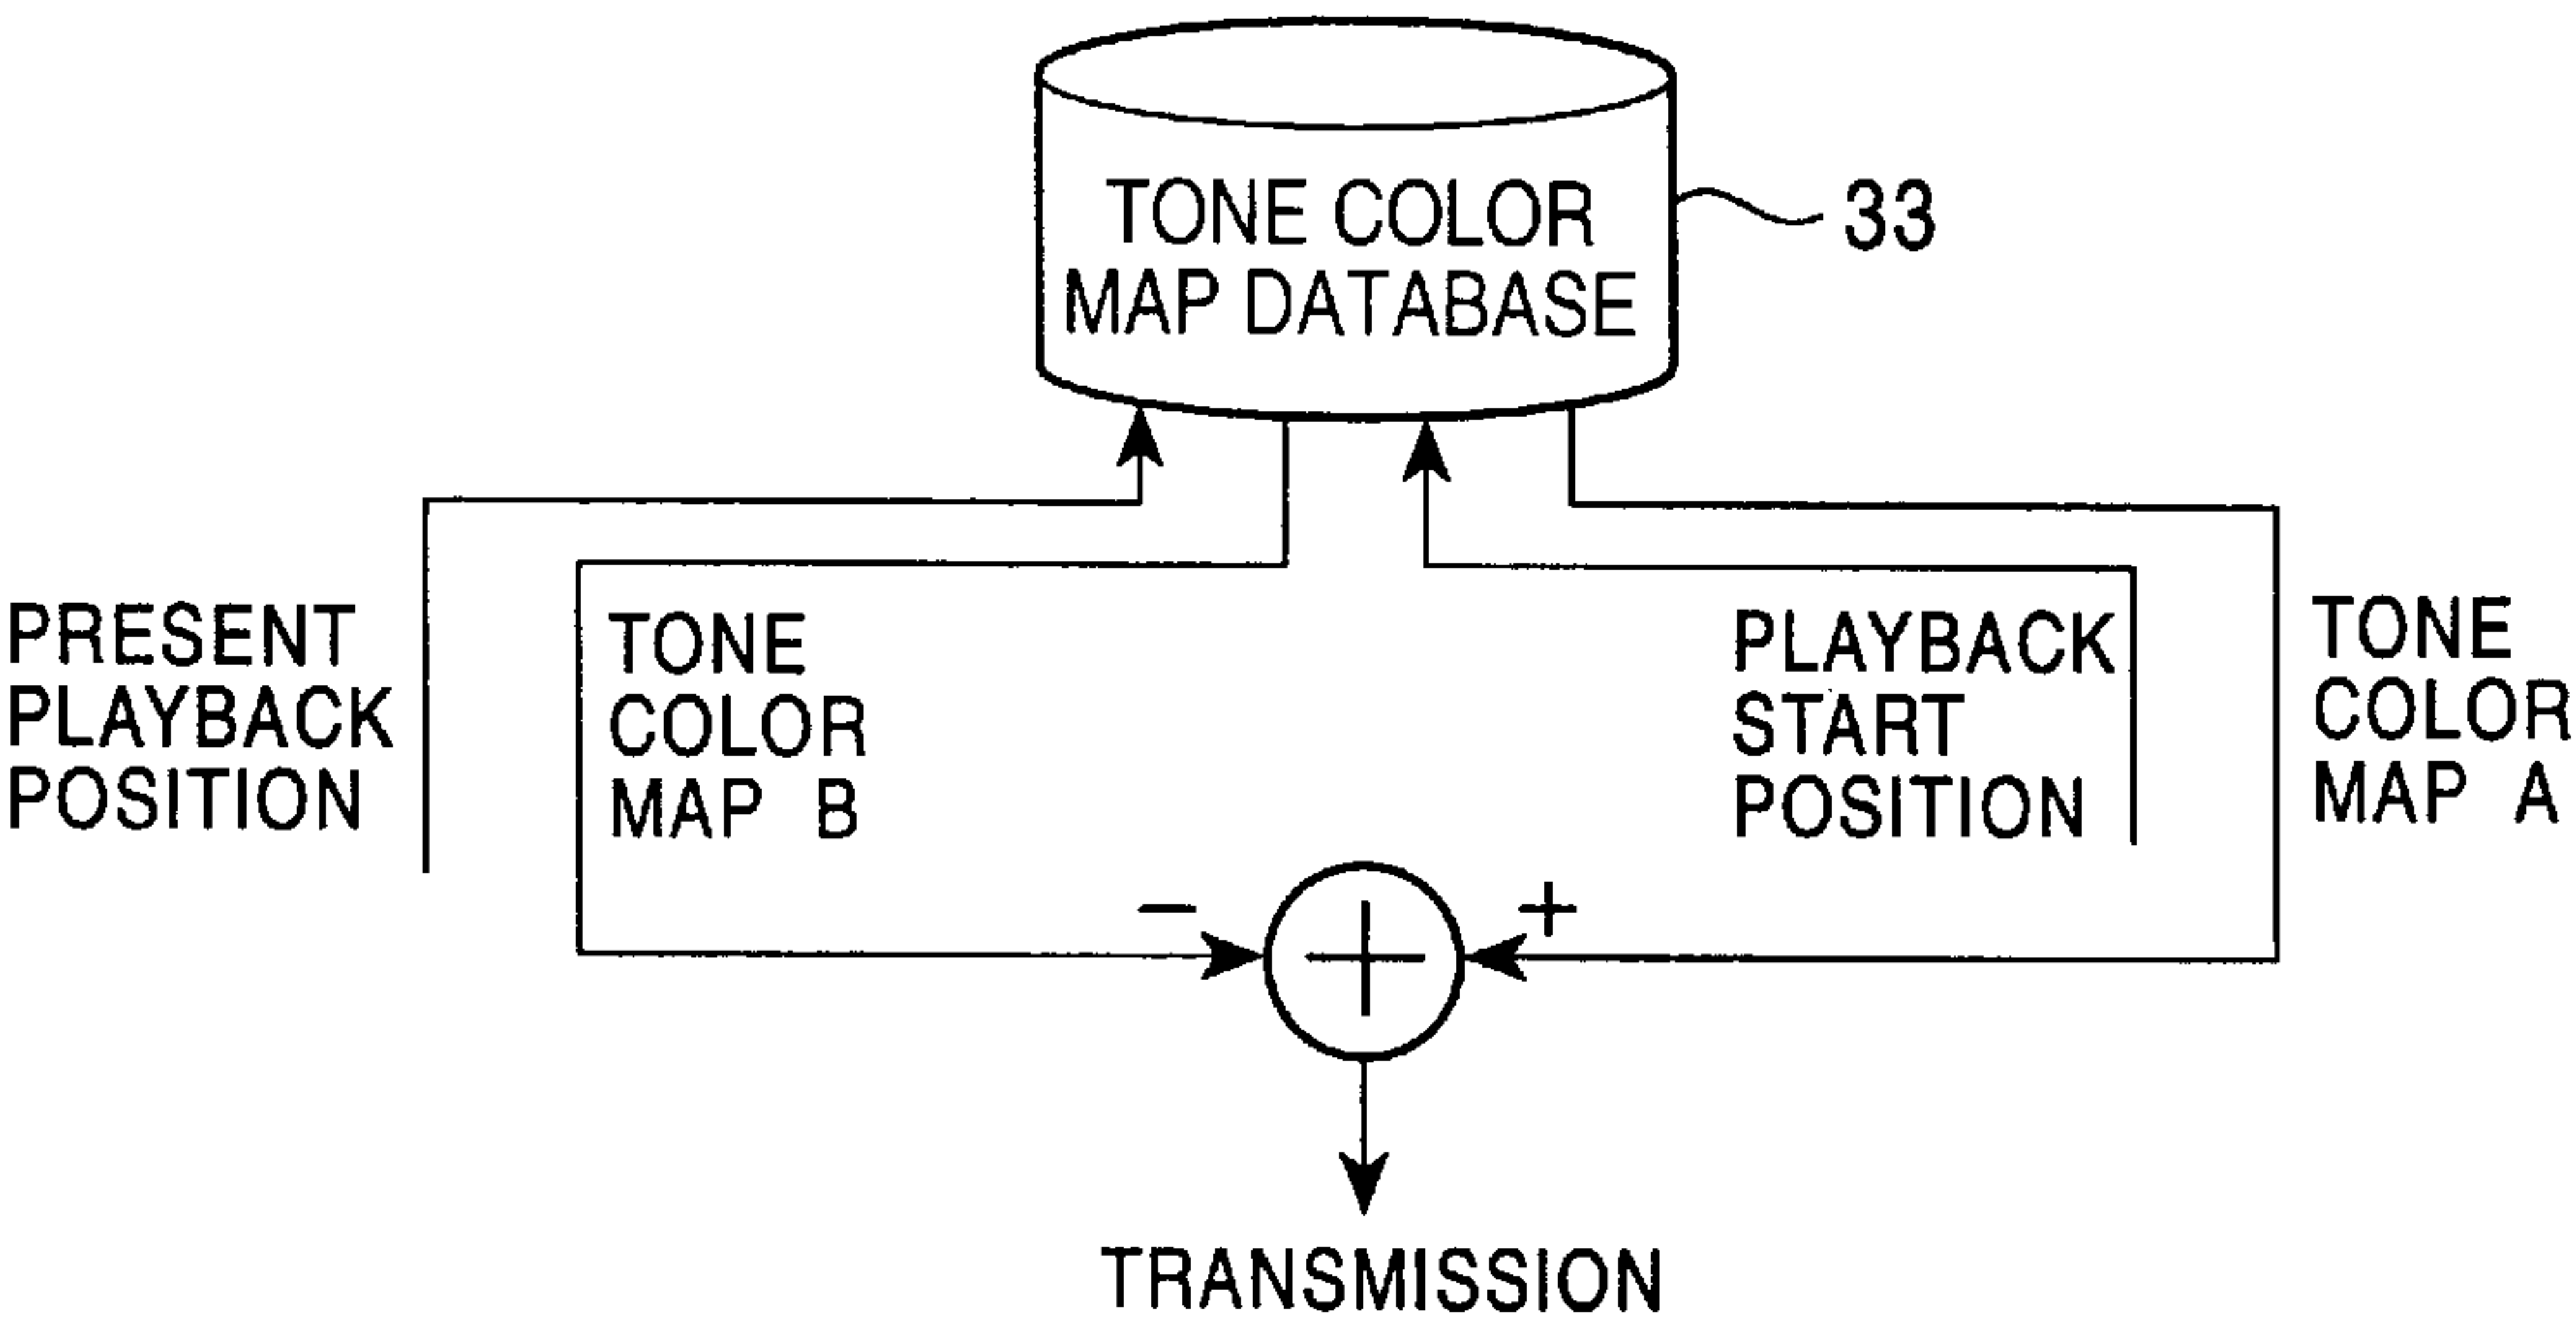 TONE COLOR
MAP DATABASE
33
PRESENT
PLAYBACK
POSITION
TONE
COLOR
MAP B
PLAYBACK
START
POSITION
TONE
COLOR
MAP A
−
+
+
TRANSMISSION